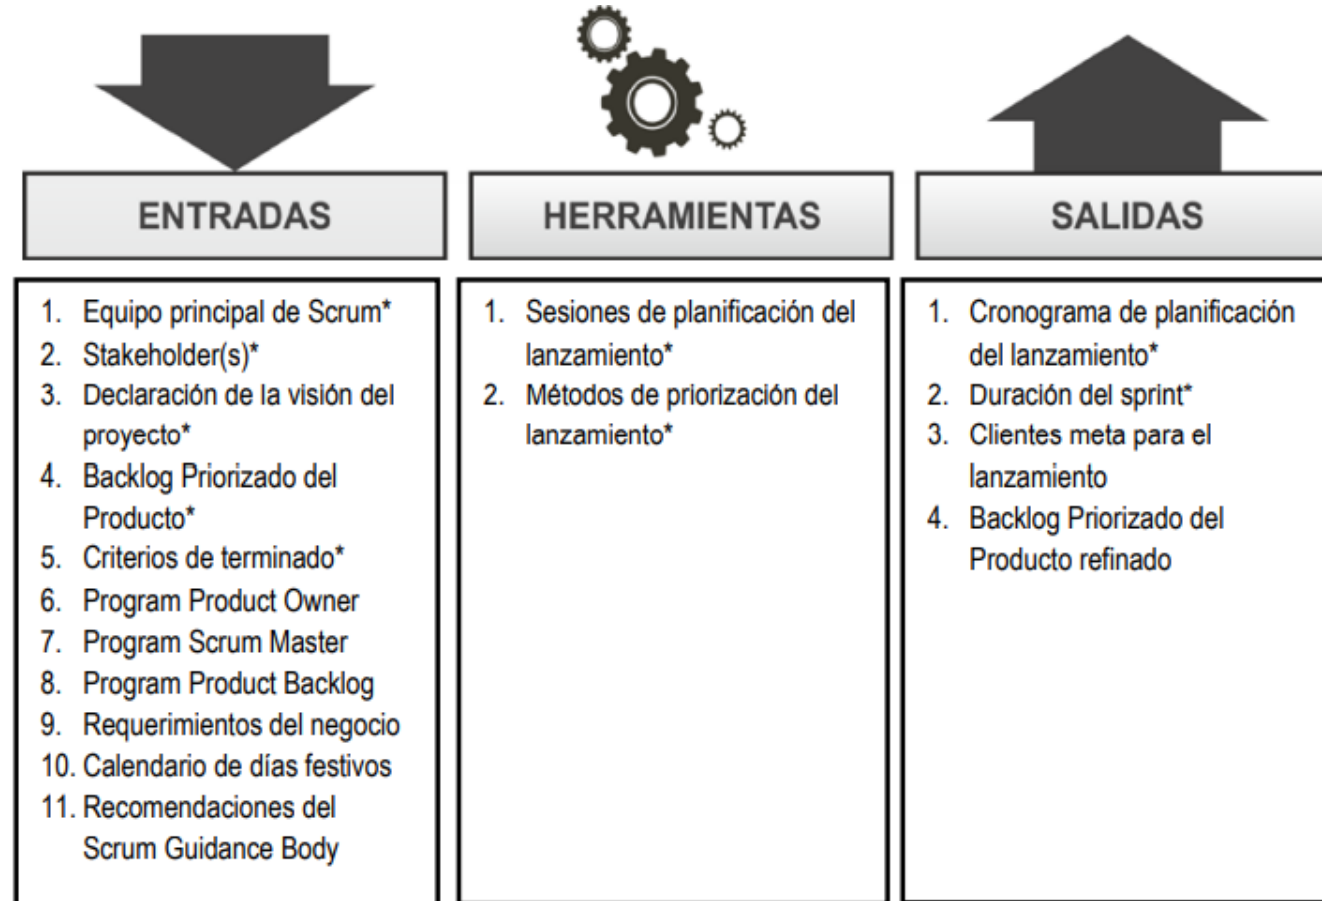 ENTRADAS
1. Equipo principal de Scrum*
2. Stakeholder(s)*
3. Declaración de la visión del
proyecto*
4. Backlog Priorizado del
Producto*
5. Criterios de terminado*
6. Program Product Owner
7. Program Scrum Master
8. Program Product Backlog
9. Requerimientos del negocio
10. Calendario de días festivos
11. Recomendaciones del
Scrum Guidance Body
HERRAMIENTAS
1. Sesiones de planificación del
lanzamiento*
2. Métodos de priorización del
lanzamiento*
SALIDAS
1. Cronograma de planificación
del lanzamiento*
2. Duración del sprint*
3. Clientes meta para el
lanzamiento
4. Backlog Priorizado del
Producto refinado